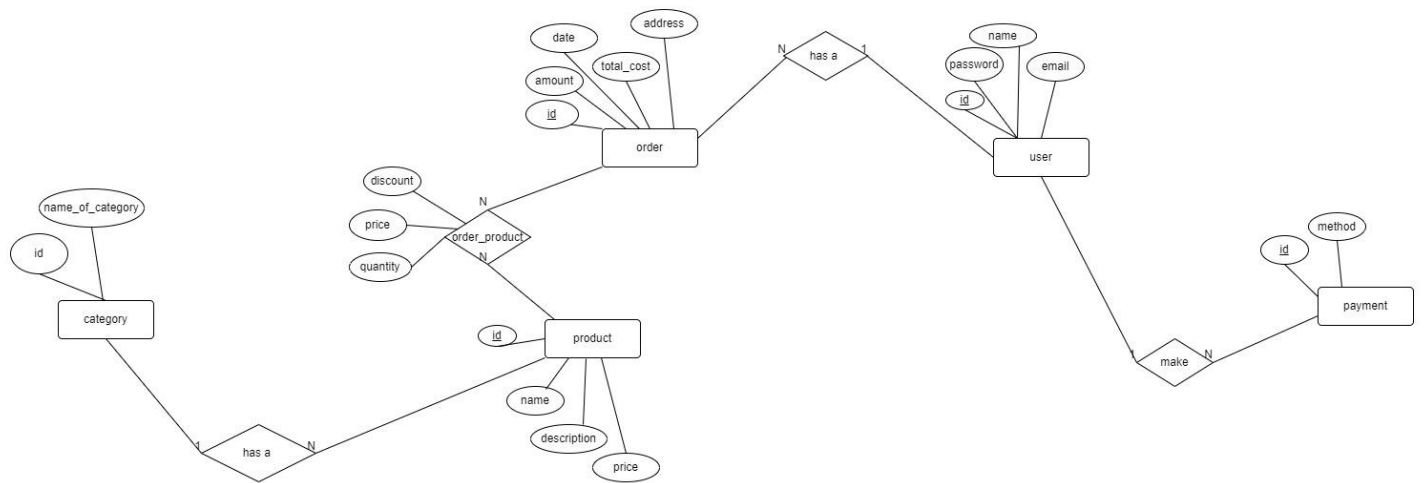 address
date
name
N
has a
1
total_cost
password
email
amount
id
id
order
user
discount
N
name_of_category
price
order_product
method
id
N
id
quantity
category
payment
id
product
1
make
N
name
description
1
N
has a
price